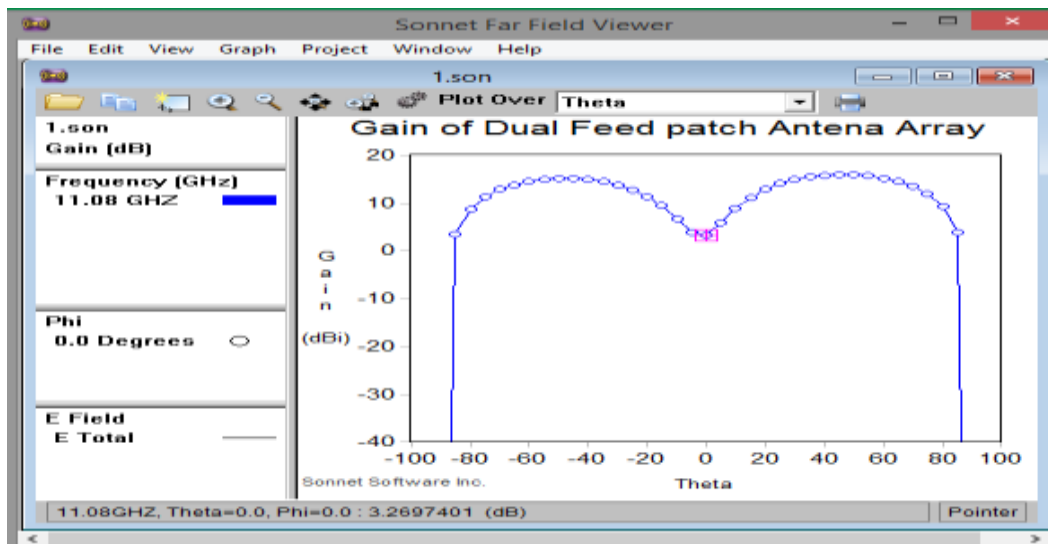 Sonnet Far Field Viewer
File Edit View Graph Project Window Help
1.son
Plot Over Theta
1.son
Gain (dB)
Frequency (GHz)
11.08 GHZ
Phi
0.0 Degrees
E Field
E Total
Gain of Dual Feed patch Antena Array
20
10
0
-10
-20
-30
-40
Gain
(dBi)
-100 -80 -60 -40 -20 0 20 40 60 80 100
Sonnet Software Inc.
Theta
11.08GHZ, Theta=0.0, Phi=0.0 : 3.2697401 (dB)
Pointer